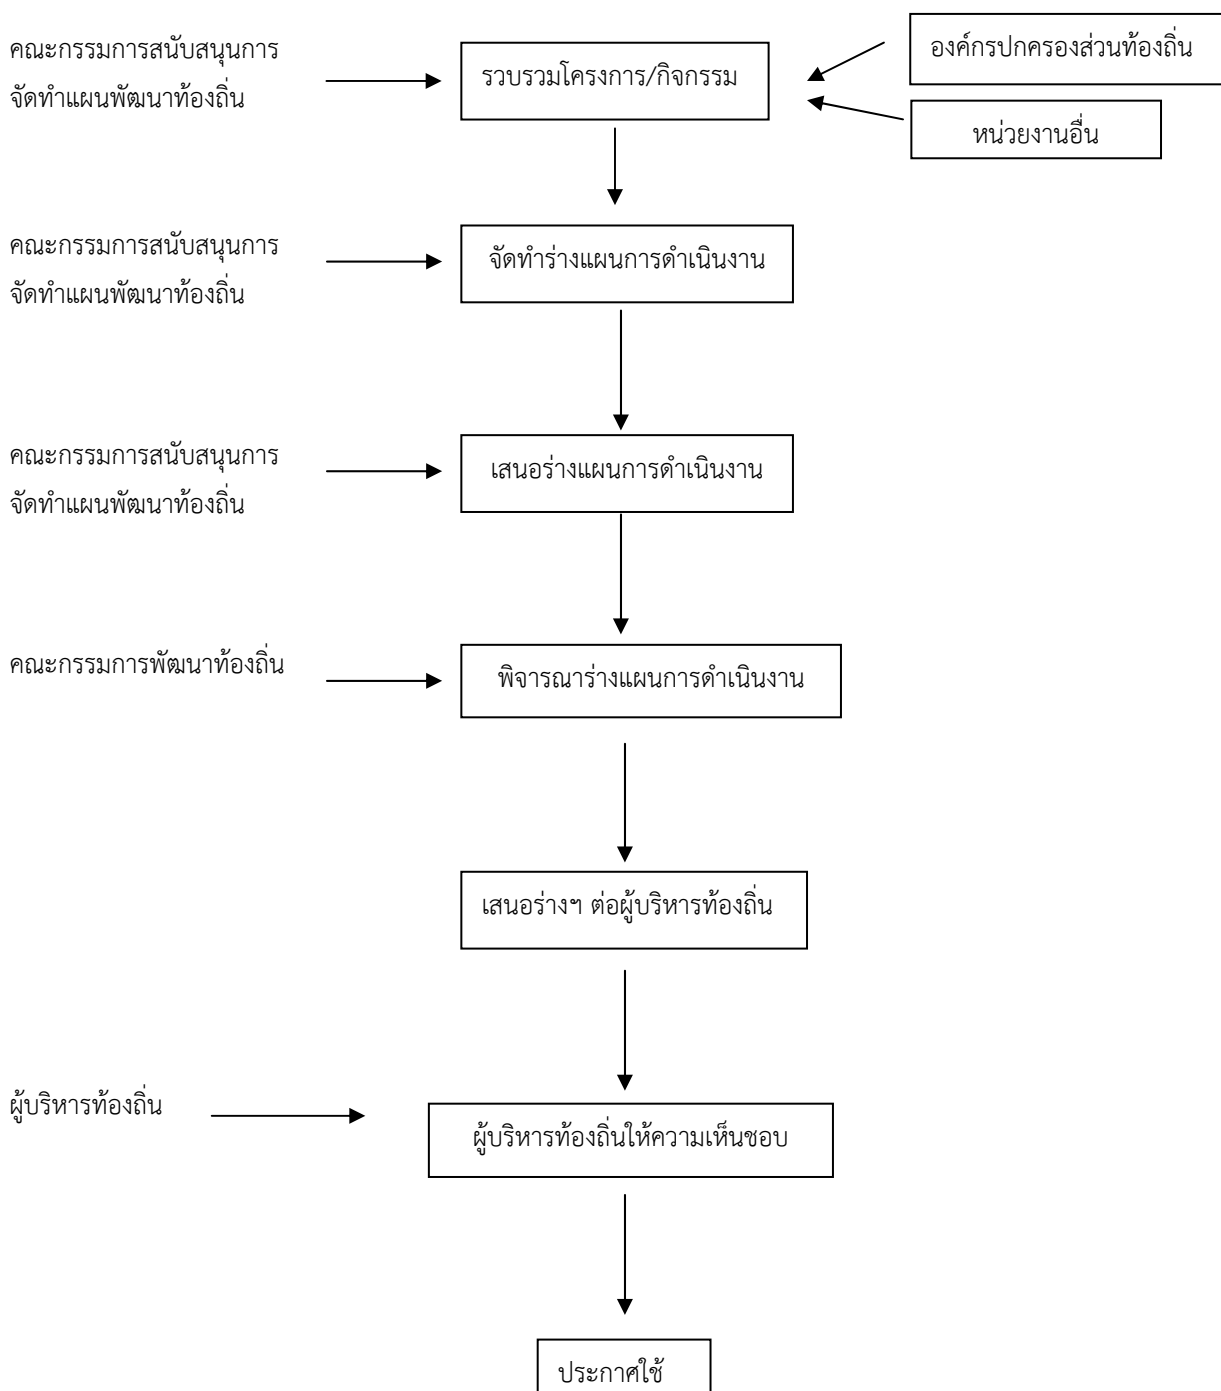 คณะกรรมการสนับสนุนการ
จัดทำแผนพัฒนาท้องถิ่น
รวบรวมโครงการ/กิจกรรม
องค์กรปกครองส่วนท้องถิ่น
หน่วยงานอื่น
คณะกรรมการสนับสนุนการ
จัดทำแผนพัฒนาท้องถิ่น
จัดทำร่างแผนการดำเนินงาน
คณะกรรมการสนับสนุนการ
จัดทำแผนพัฒนาท้องถิ่น
เสนอร่างแผนการดำเนินงาน
คณะกรรมการพัฒนาท้องถิ่น
พิจารณาร่างแผนการดำเนินงาน
เสนอร่างฯ ต่อผู้บริหารท้องถิ่น
ผู้บริหารท้องถิ่น
ผู้บริหารท้องถิ่นให้ความเห็นชอบ
ประกาศใช้